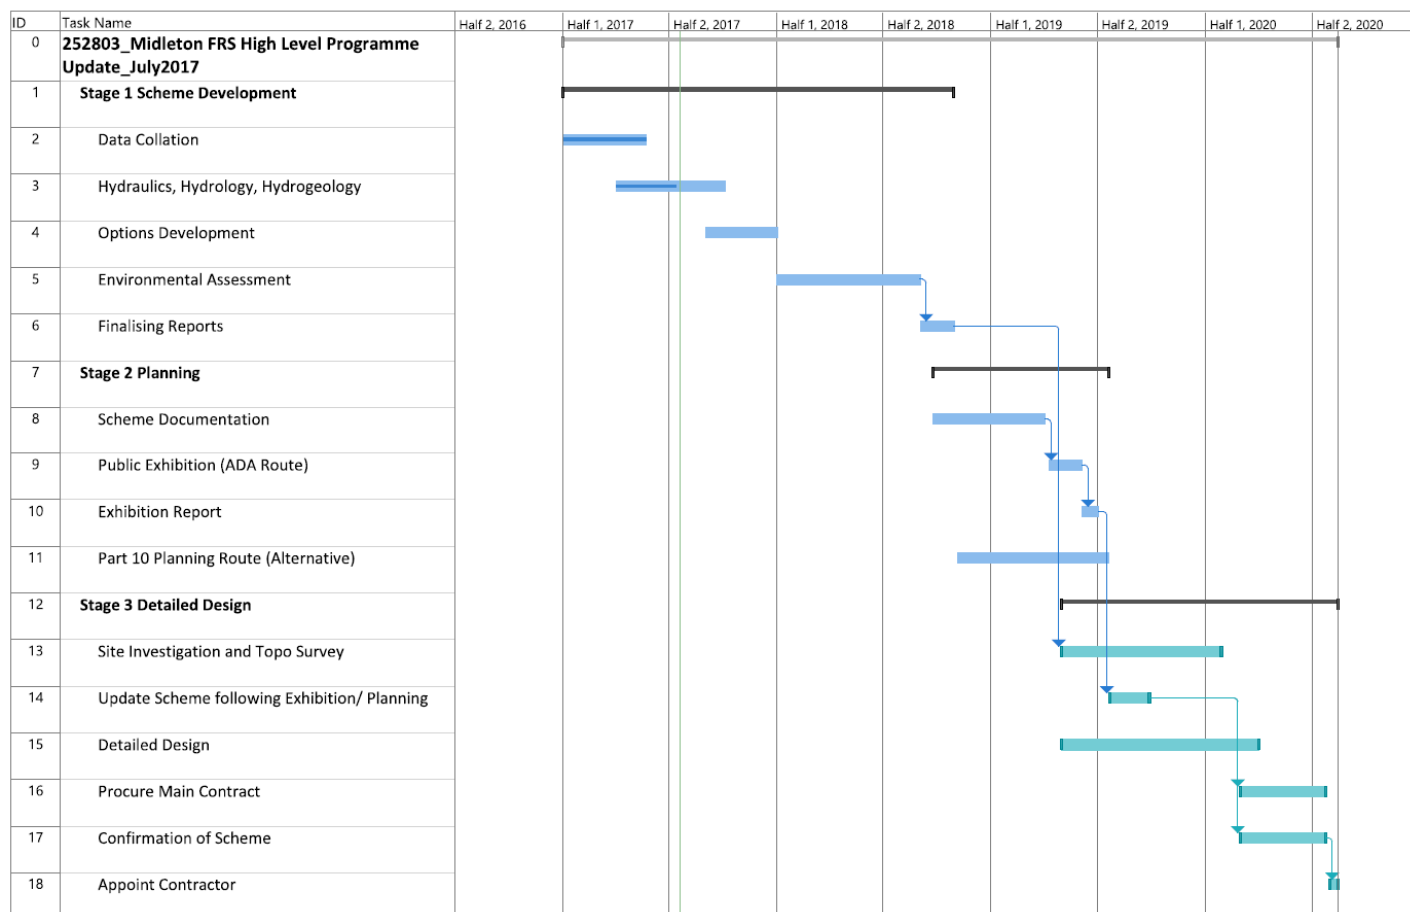 ID Task Name Half 2, 2016 Half 1, 2017 Half 2, 2017 Half 1, 2018 Half 2, 2018 Half 1, 2019 Half 2, 2019 Half 1, 2020 Half 2, 2020
0 252803_Midleton FRS High Level Programme
Update_July2017
1 Stage 1 Scheme Development
2 Data Collation
3 Hydraulics, Hydrology, Hydrogeology
4 Options Development
5 Environmental Assessment
6 Finalising Reports
7 Stage 2 Planning
8 Scheme Documentation
9 Public Exhibition (ADA Route)
10 Exhibition Report
11 Part 10 Planning Route (Alternative)
12 Stage 3 Detailed Design
13 Site Investigation and Topo Survey
14 Update Scheme following Exhibition/ Planning
15 Detailed Design
16 Procure Main Contract
17 Confirmation of Scheme
18 Appoint Contractor